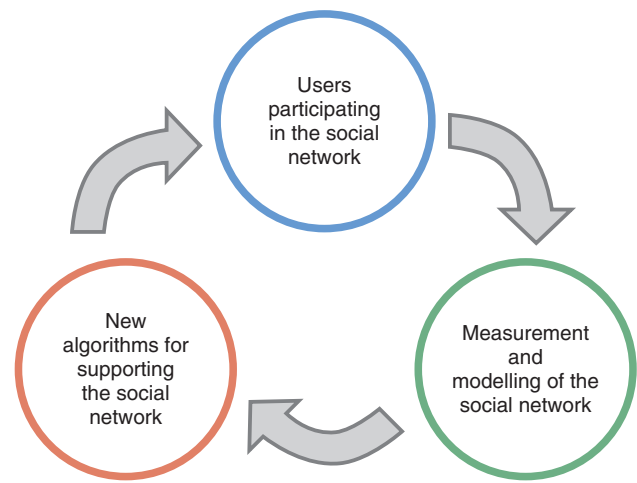 Users
participating
in the social
network
Measurement
and
modelling of the
social network
New
algorithms for
supporting
the social
network